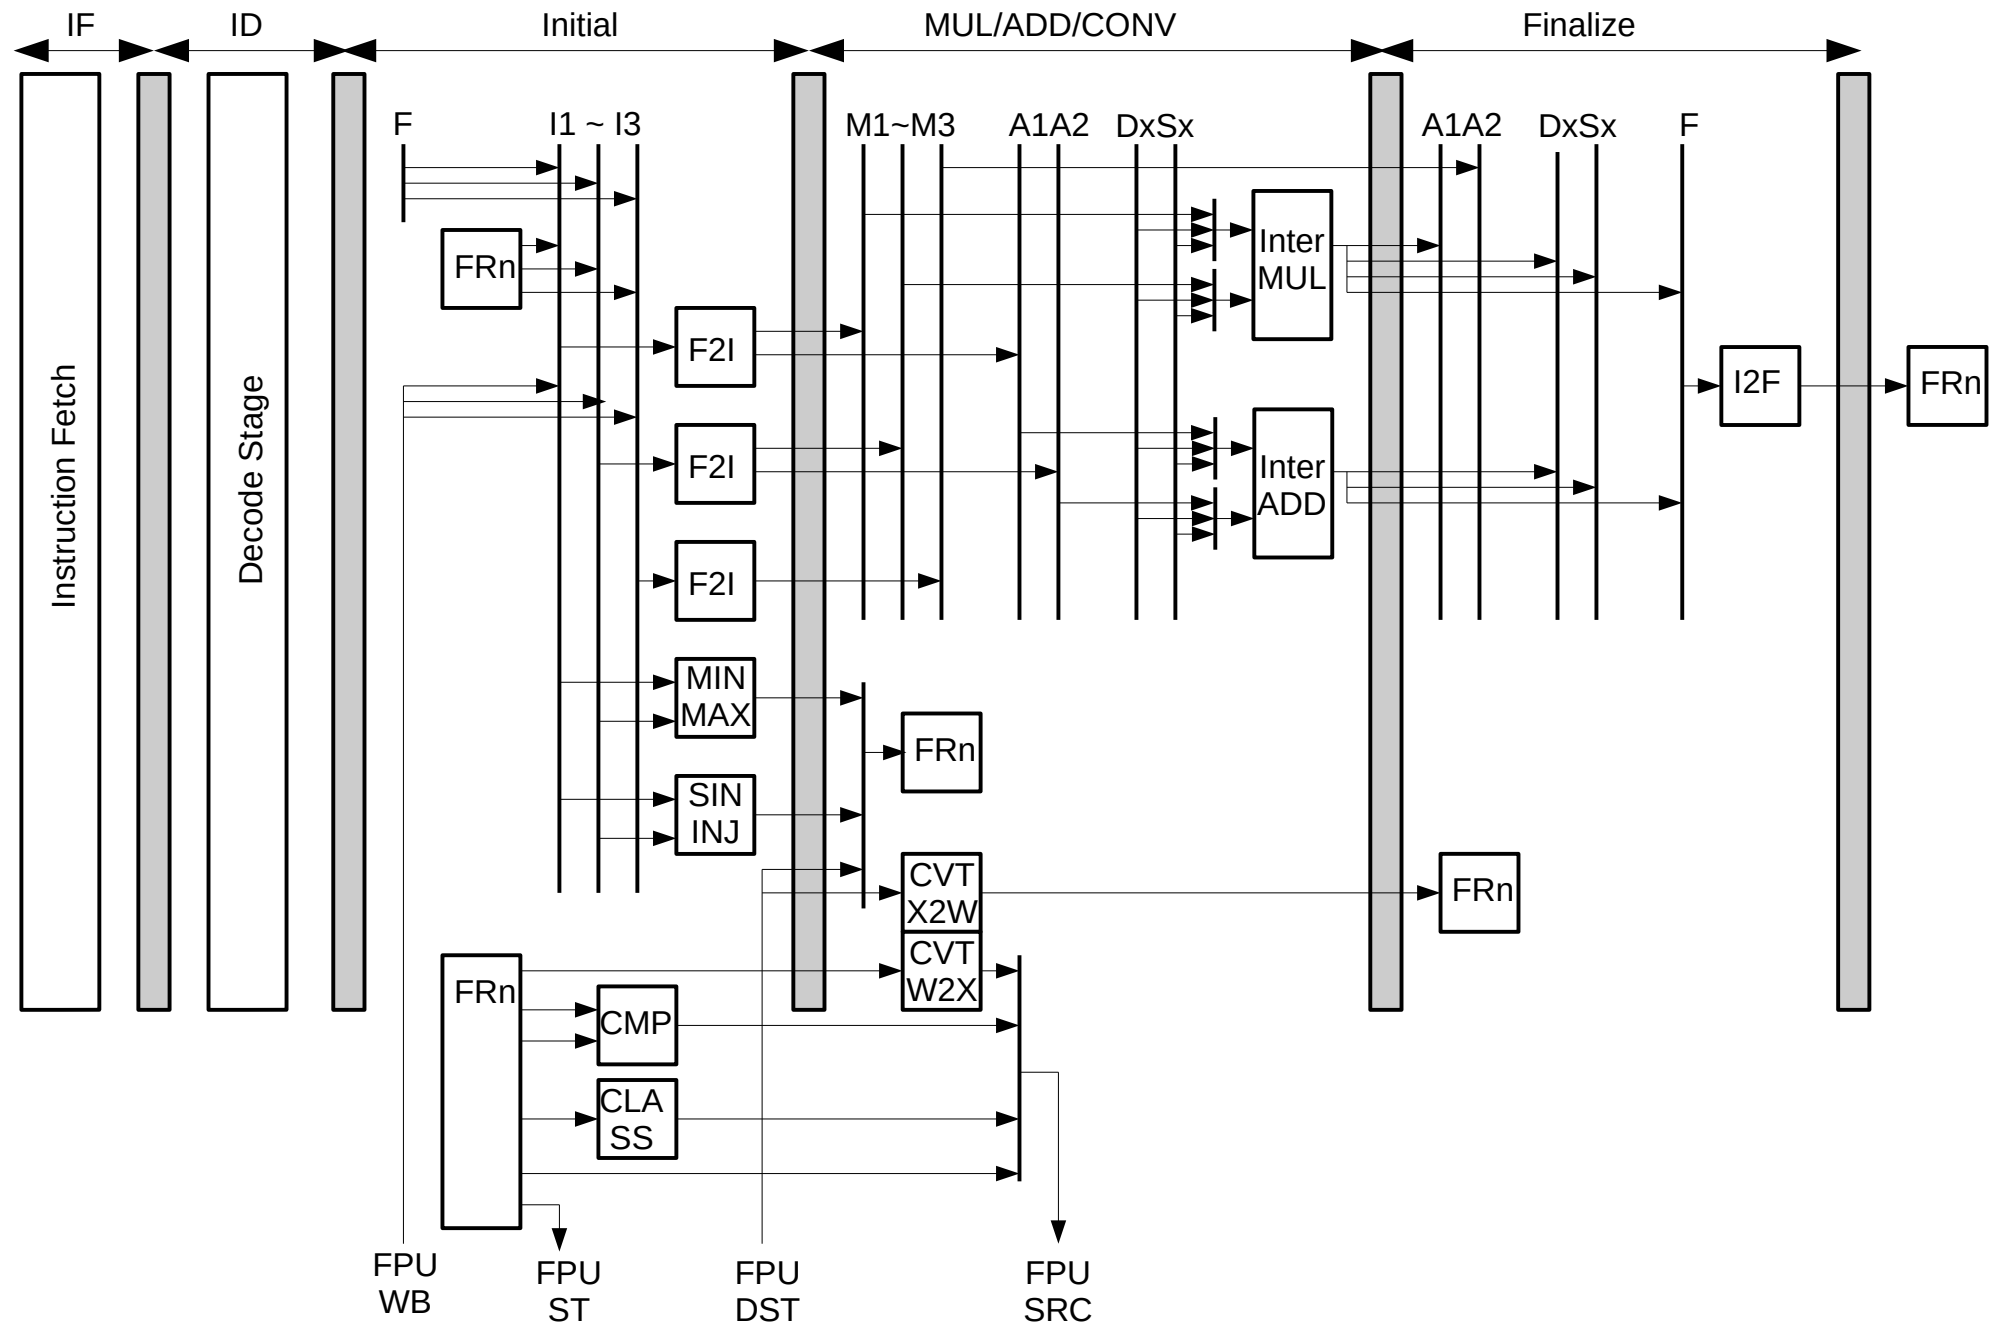 IF
ID
Initial
MUL/ADD/CONV
Finalize
F
I1 ~ I3
M1~M3
A1A2
DxSx
A1A2
DxSx
F
Instruction Fetch
Decode Stage
FRn
F2I
F2I
F2I
MIN
MAX
SIN
INJ
Inter
MUL
Inter
ADD
I2F
FRn
FRn
CVT
X2W
CVT
W2X
FRn
FRn
CMP
CLA
SS
FPU
WB
FPU
ST
FPU
DST
FPU
SRC